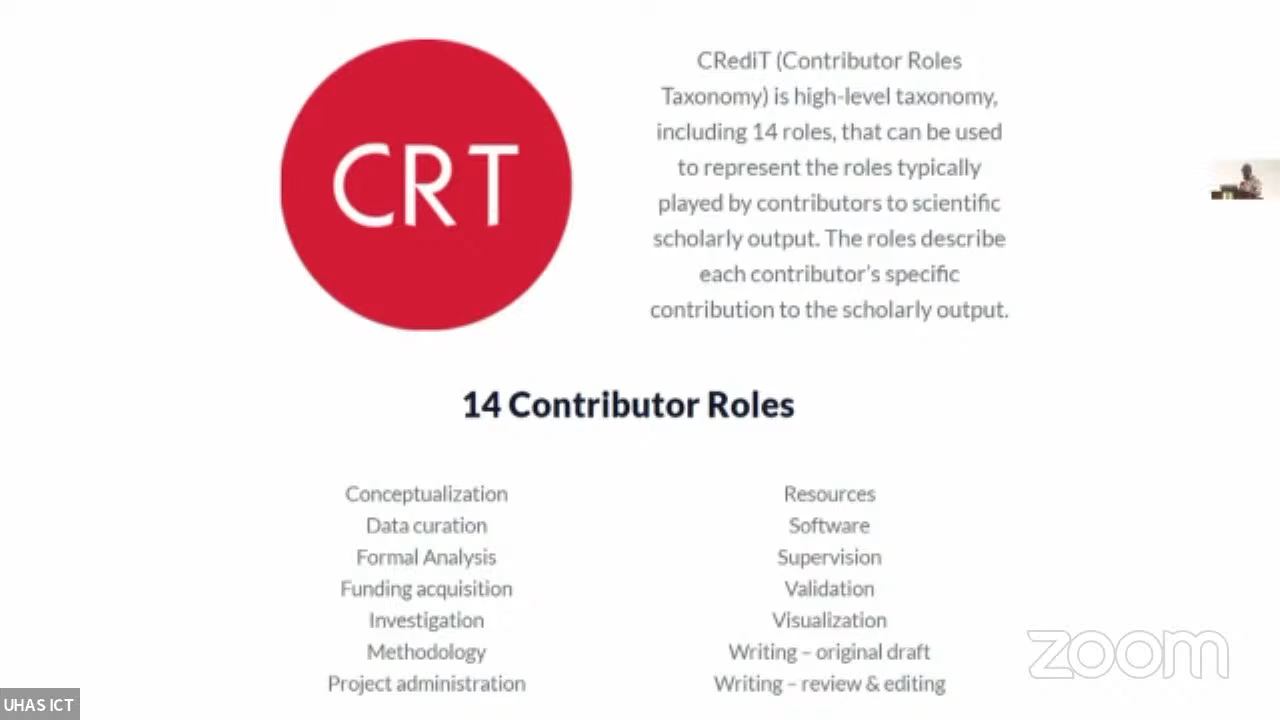 CRT
CRediT (Contributor Roles
Taxonomy) is high-level taxonomy,
including 14 roles, that can be used
to represent the roles typically
played by contributors to scientific
scholarly output. The roles describe
each contributor's specific
contribution to the scholarly output.
14 Contributor Roles
Conceptualization
Data curation
Formal Analysis
Funding acquisition
Investigation
Methodology
Project administration
Resources
Software
Supervision
Validation
Visualization
Writing – original draft
Writing – review & editing
zoom
UHAS ICT